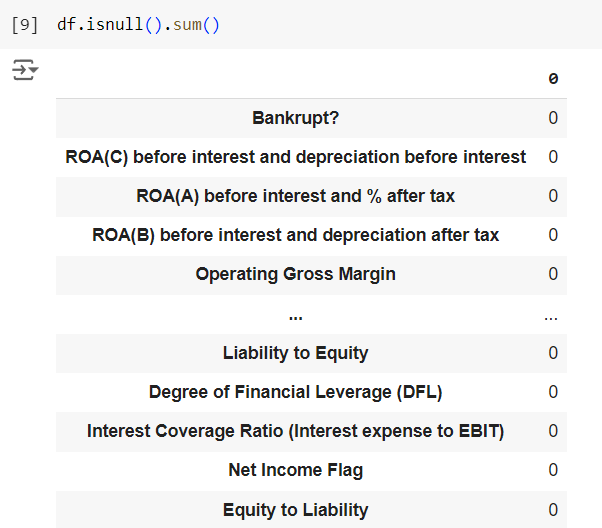 [9] df.isnull().sum()
0
Bankrupt? 0
ROA(C) before interest and depreciation before interest 0
ROA(A) before interest and % after tax 0
ROA(B) before interest and depreciation after tax 0
Operating Gross Margin 0
... ...
Liability to Equity 0
Degree of Financial Leverage (DFL) 0
Interest Coverage Ratio (Interest expense to EBIT) 0
Net Income Flag 0
Equity to Liability 0